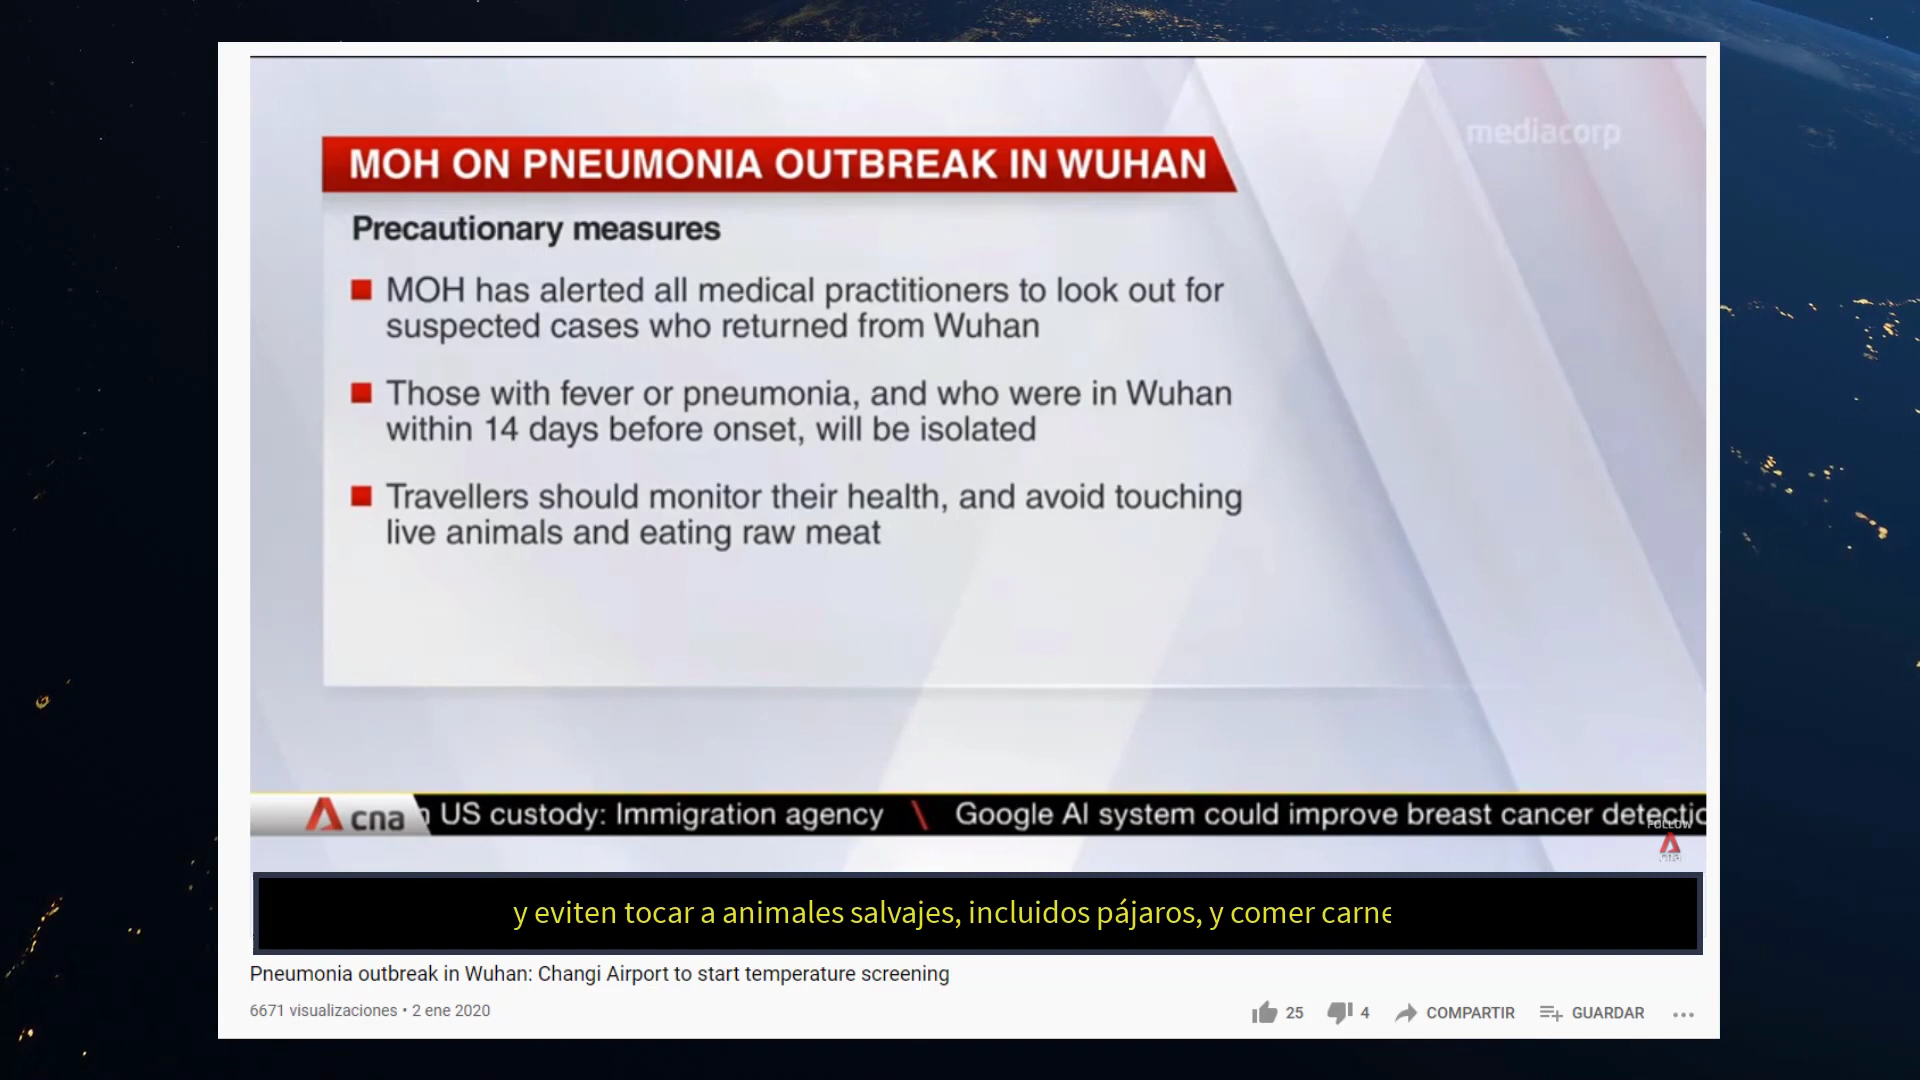 mediacorp
MOH ON PNEUMONIA OUTBREAK IN WUHAN
Precautionary measures
MOH has alerted all medical practitioners to look out for
suspected cases who returned from Wuhan
Those with fever or pneumonia, and who were in Wuhan
within 14 days before onset, will be isolated
Travellers should monitor their health, and avoid touching
live animals and eating raw meat
cna US custody: Immigration agency \ Google AI system could improve breast cancer detectio
FOLLOW
cna
y eviten tocar a animales salvajes, incluidos pájaros, y comer carne
Pneumonia outbreak in Wuhan: Changi Airport to start temperature screening
6671 visualizaciones • 2 ene 2020
25 4 COMPARTIR GUARDAR ...